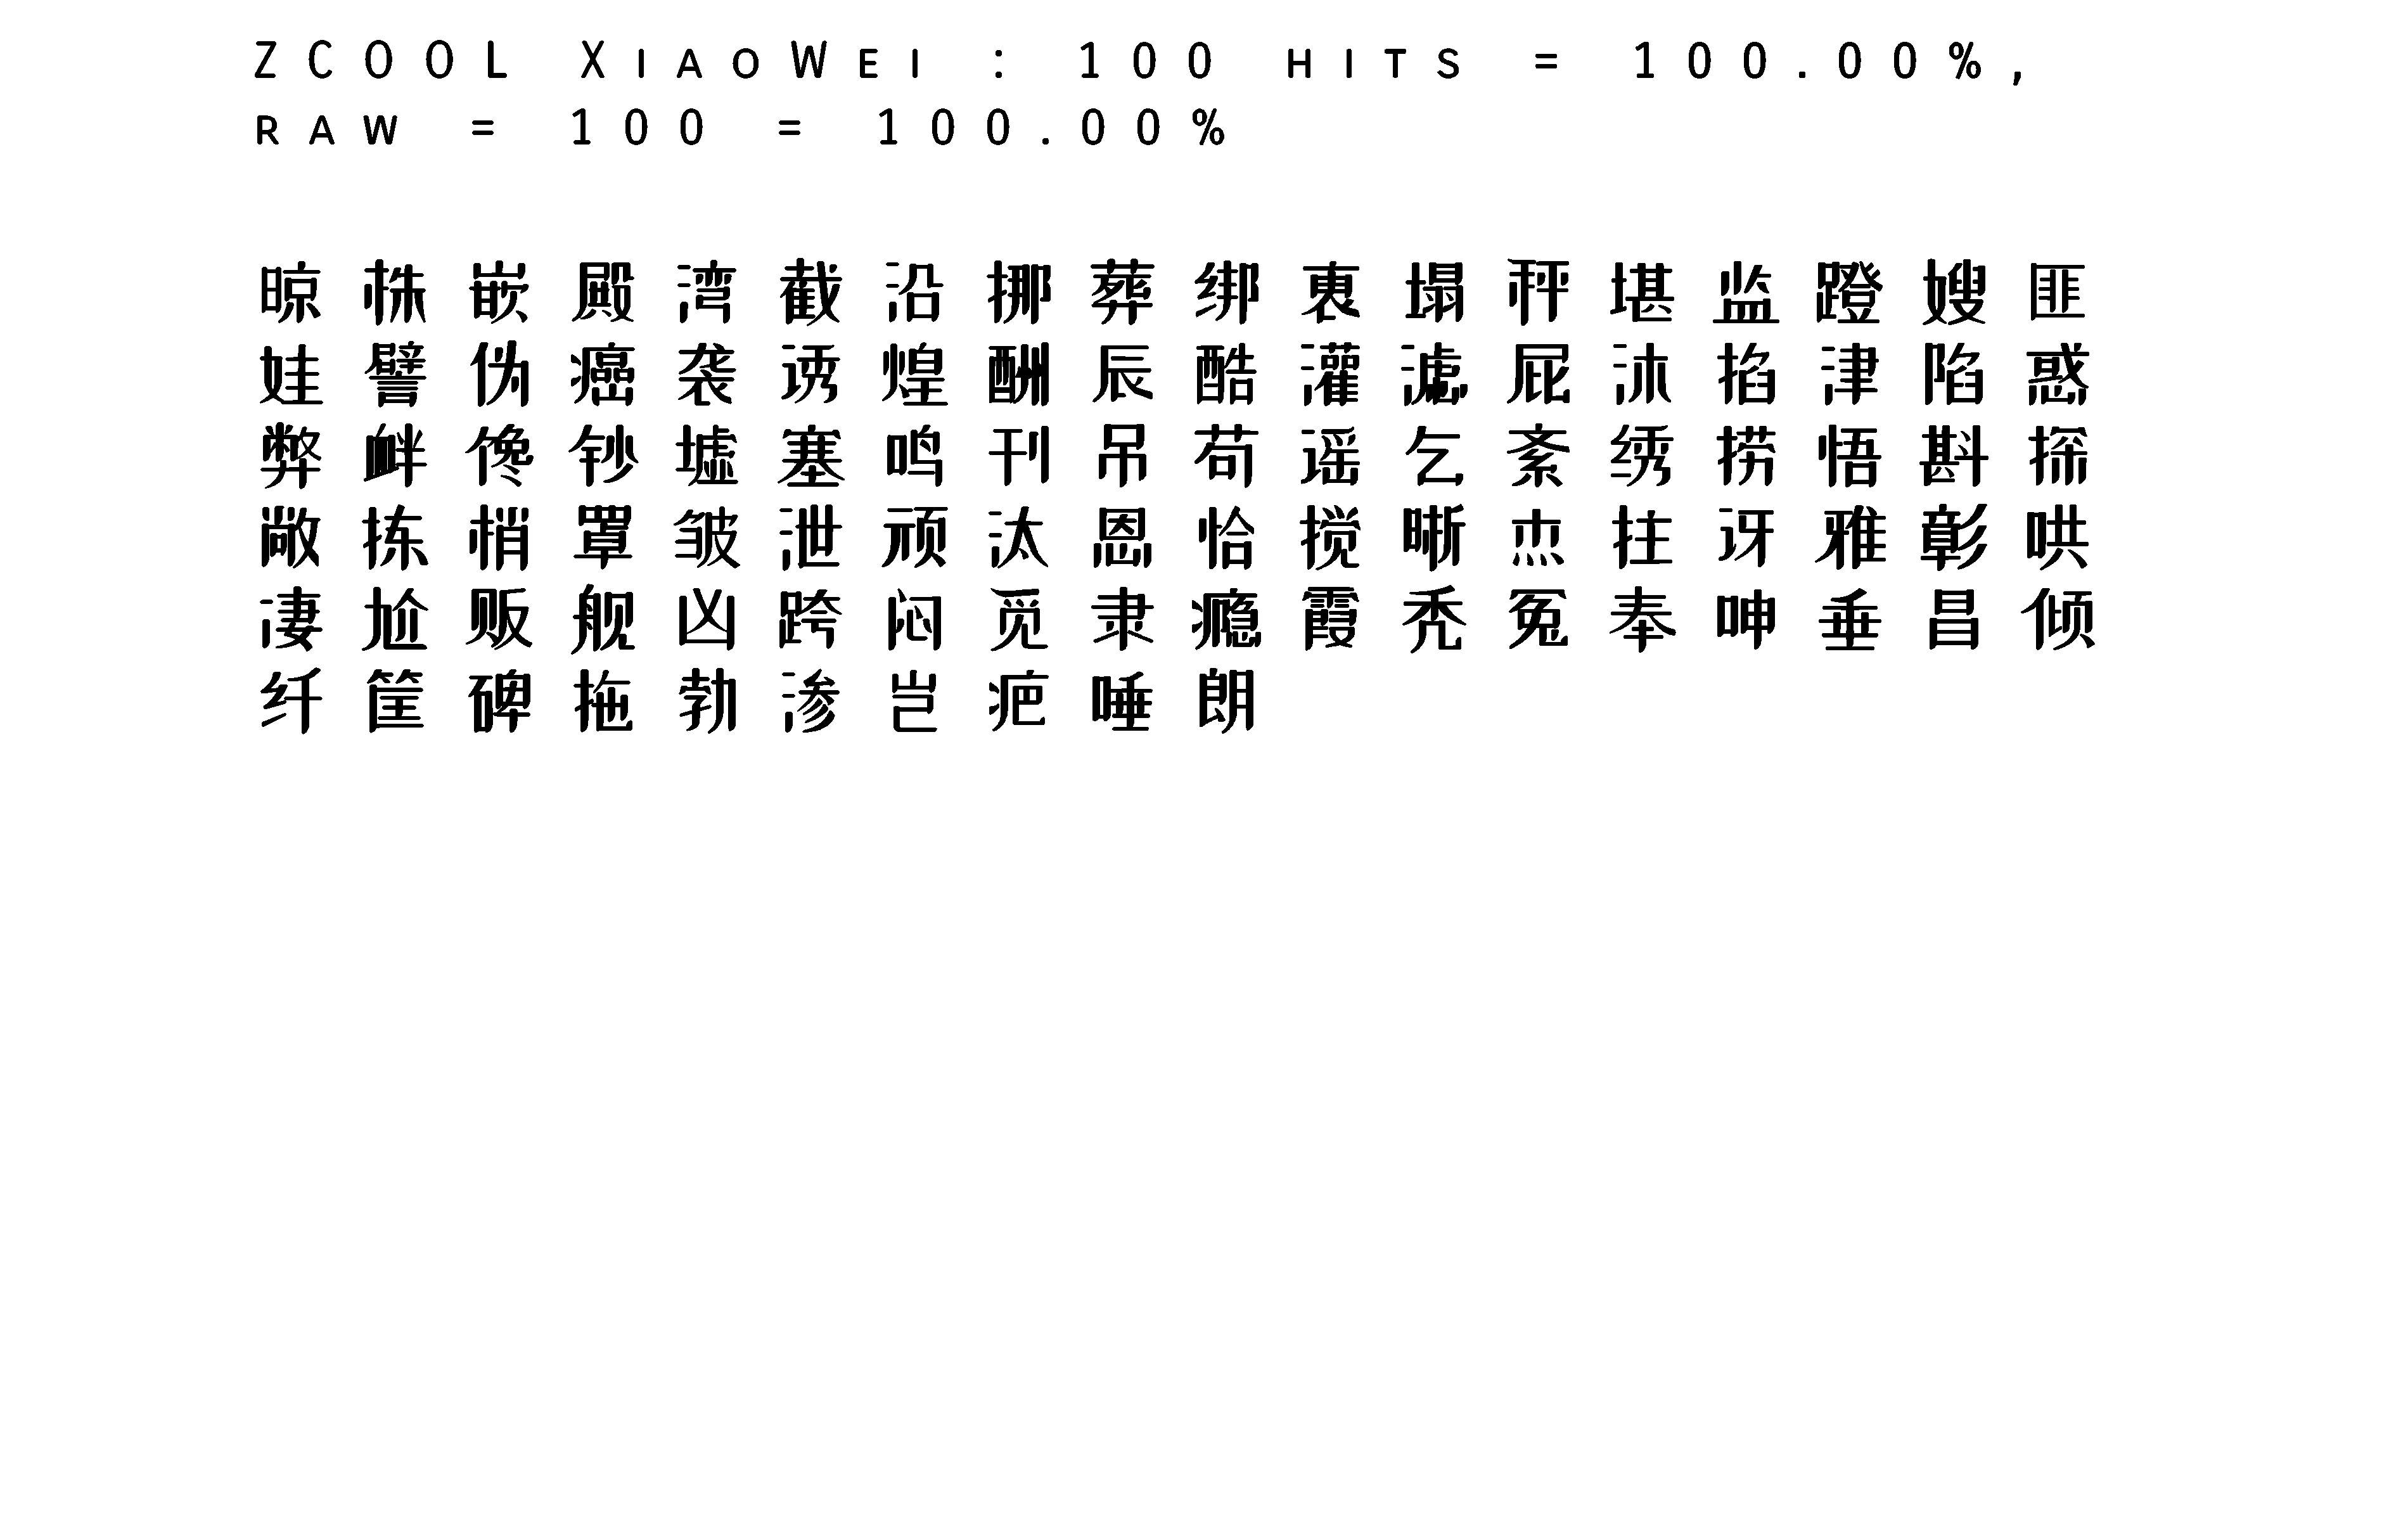 ZCOOL XiaoWei : 100 hits = 100.00%,
raw = 100 = 100.00%
晾株嵌殿湾截沿挪葬绑衷塌秤堪监蹬嫂匪
娃譬伪癌袭诱煌酬辰酷灌滤屁沐掐津陷惑
弊衅馋钞墟塞鸣刊吊苟谣乞紊绣捞悟斟探
敞拣梢罩皱泄顽汰恩恰搅晰杰拄讶雅彰哄
凄尬贩舰凶跨闷觅隶瘾霞秃冤奉呻垂昌倾
纤筐碑拖勃渗岂疤唾朗